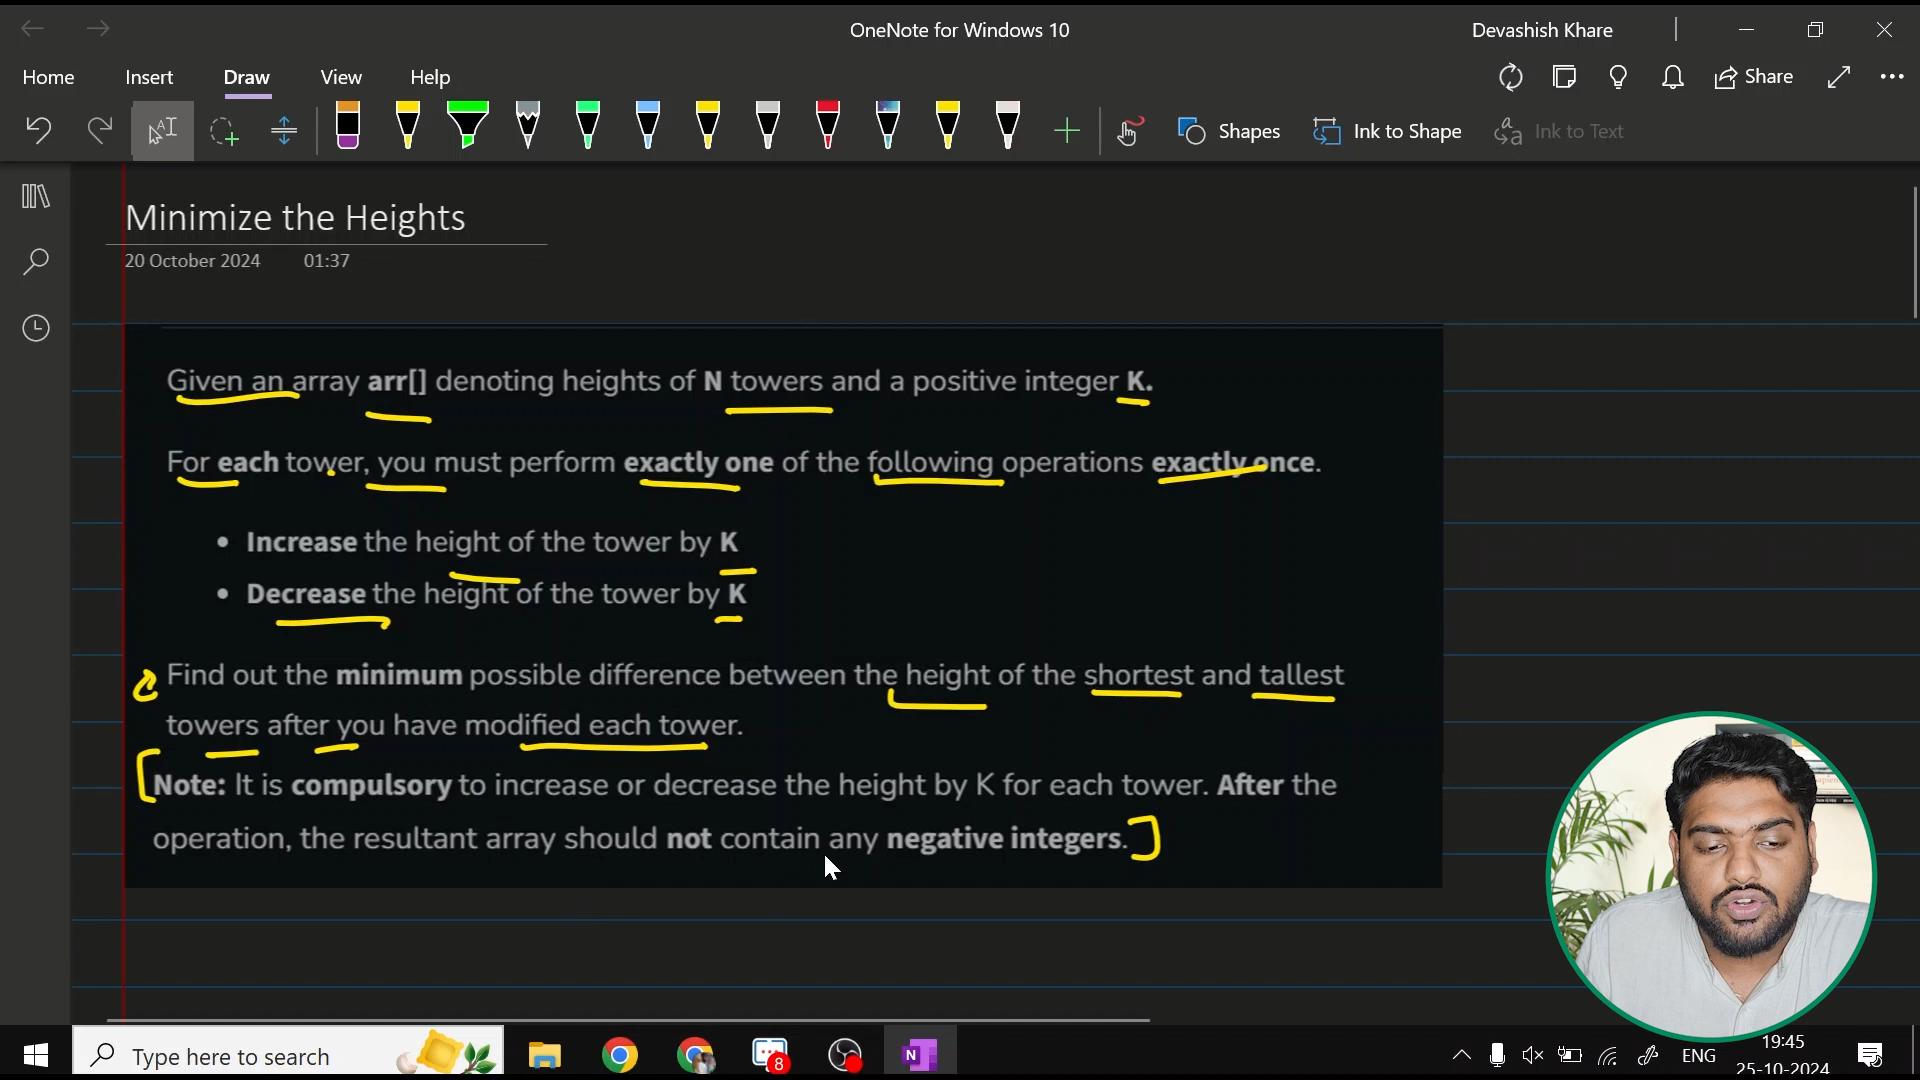 OneNote for Windows 10
Devashish Khare
Home Insert Draw View Help
Share
Shapes
Ink to Shape
Ink to Text
Minimize the Heights
20 October 2024 01:37
Given an array arr[] denoting heights of N towers and a positive integer K.
For each tower, you must perform exactly one of the following operations exactly once.
• Increase the height of the tower by K
• Decrease the height of the tower by K
Find out the minimum possible difference between the height of the shortest and tallest
towers after you have modified each tower.
Note: It is compulsory to increase or decrease the height by K for each tower. After the
operation, the resultant array should not contain any negative integers.
Type here to search
8
N
ENG
19:45
25-10-2024